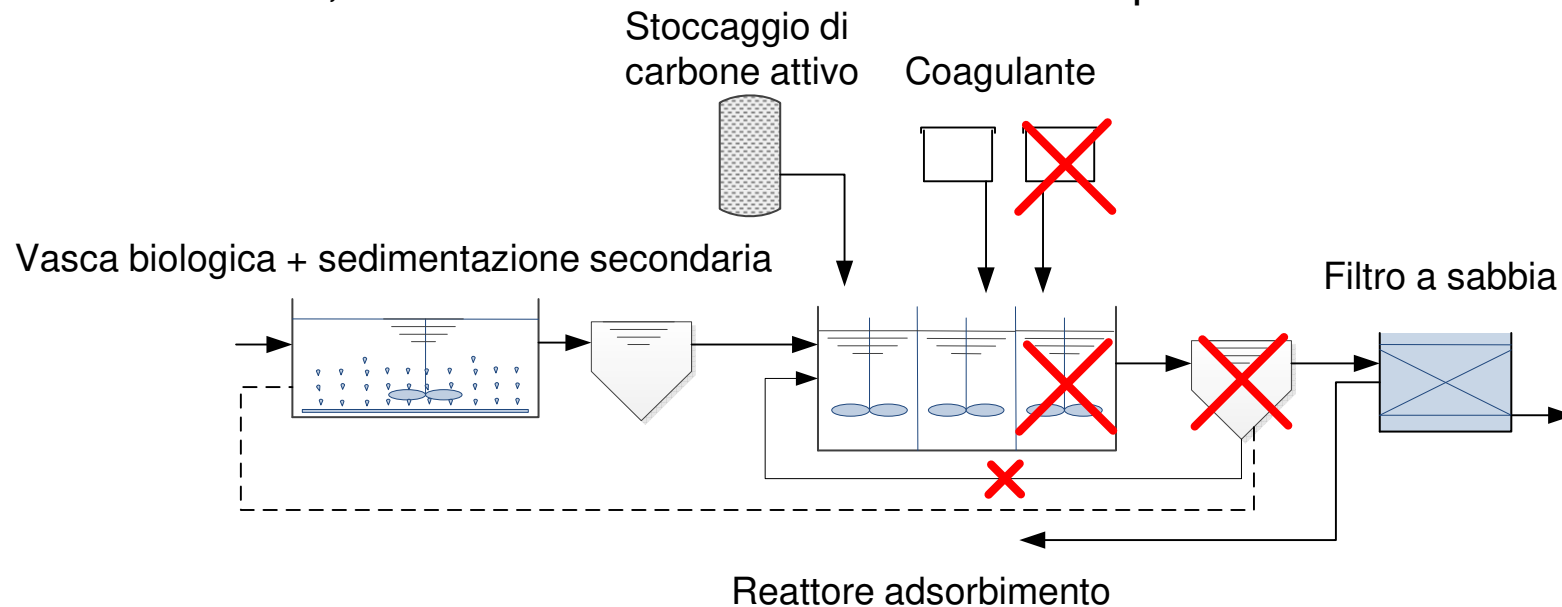 Stoccaggio di
carbone attivo
Coagulante
Vasca biologica + sedimentazione secondaria
Filtro a sabbia
Reattore adsorbimento